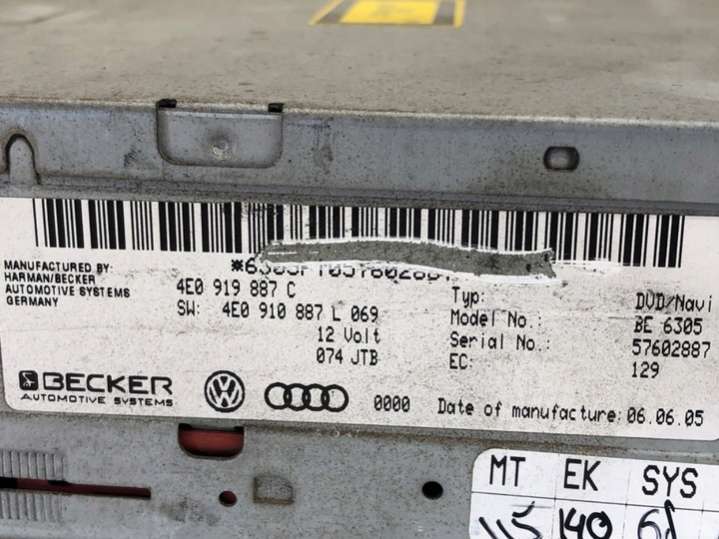 MANUFACTURED BY:
HARMAN/BECKER
AUTOMOTIVE SYSTEMS
GERMANY
4E0 919 887 C
SW: 4E0 910 887 L 069
12 Volt
074 JTB
Typ: DVD/Navi
Model No.: BE 6305
Serial No.: 57602887
EC: 129
BECKER
AUTOMOTIVE SYSTEMS
0000
Date of manufacture: 06.06.05
MT EK SYS
115 140